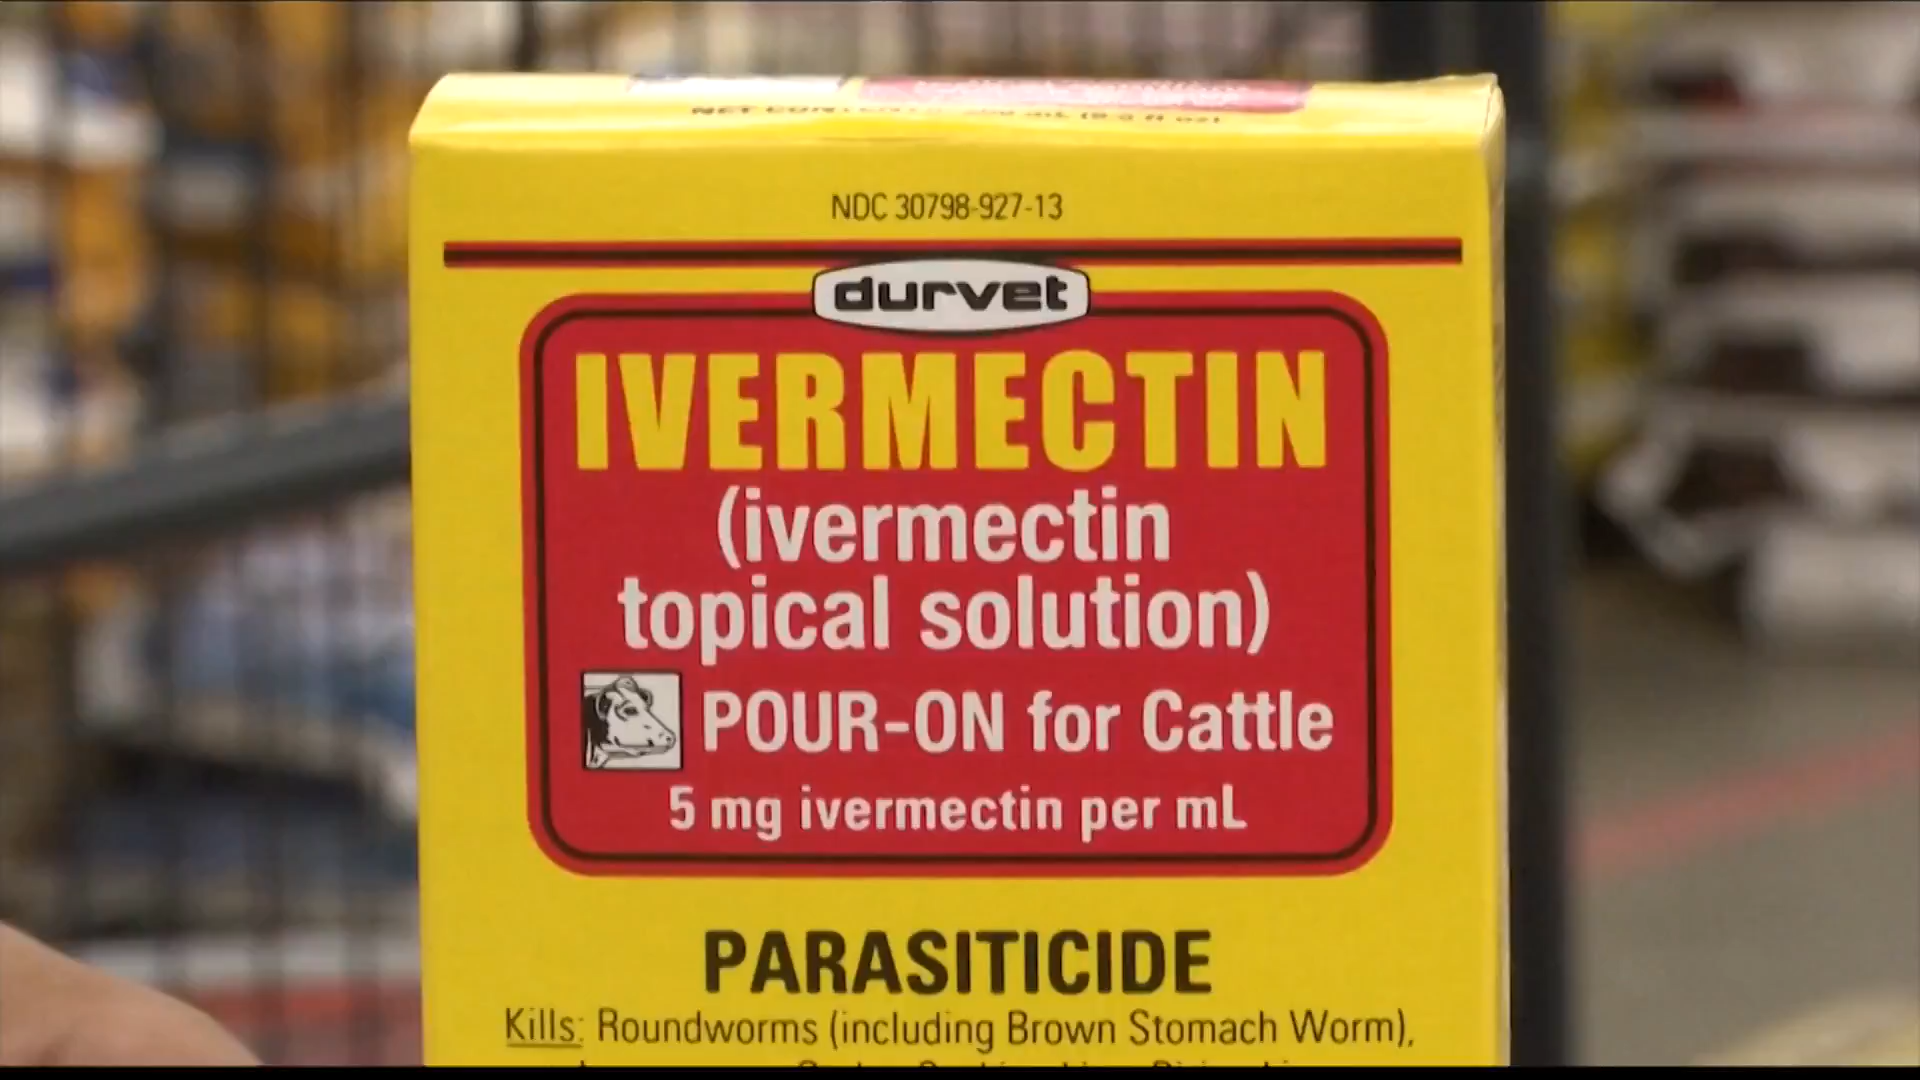 NDC 30798-927-13
durvet
IVERMECTIN
(ivermectin
topical solution)
POUR-ON for Cattle
5 mg ivermectin per mL
PARASITICIDE
Kills: Roundworms (including Brown Stomach Worm),